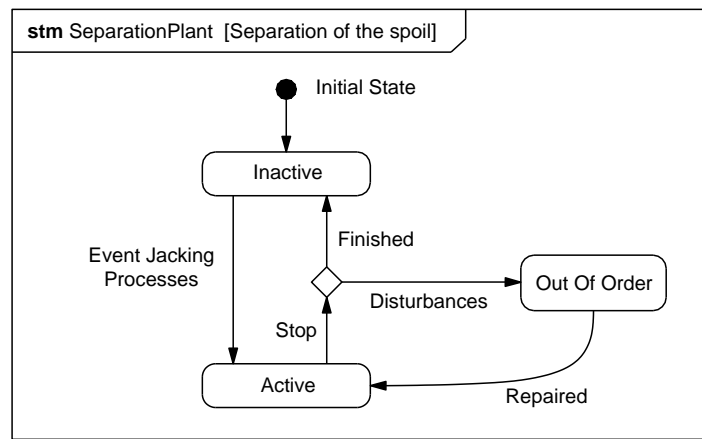 stm SeparationPlant [Separation of the spoil]
Initial State
Inactive
Event Jacking
Processes
Finished
Disturbances
Out Of Order
Stop
Active
Repaired